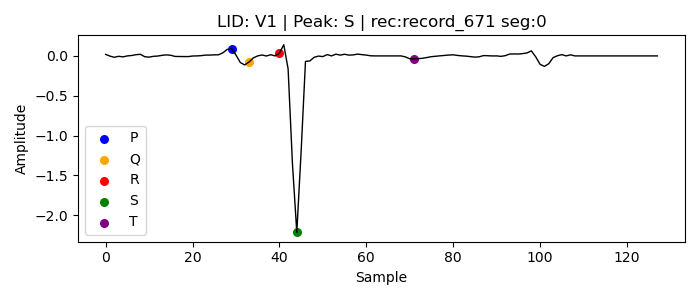 LID: V1 | Peak: S | rec:record_671 seg:0
Amplitude
0.0
−0.5
−1.0
−1.5
−2.0
P
Q
R
S
T
0 20 40 60 80 100 120
Sample